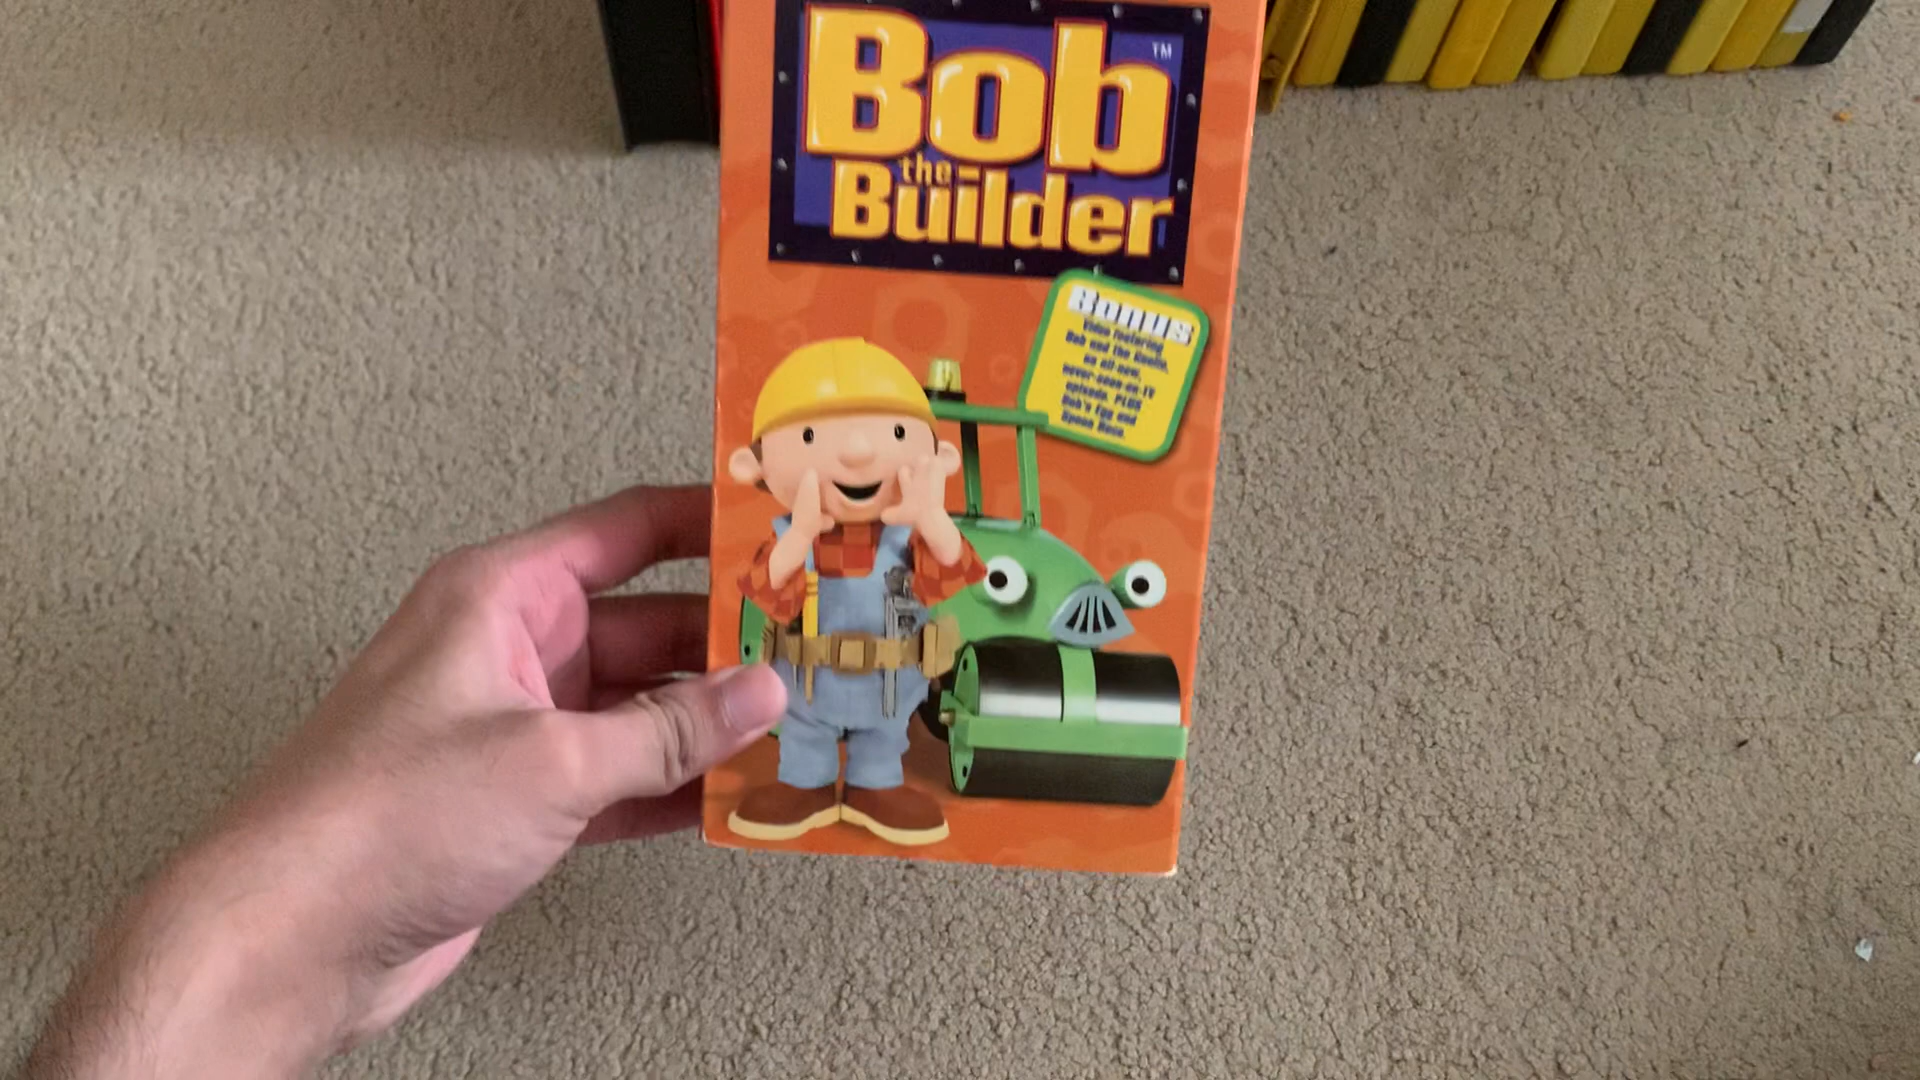 Bob
TM
the
Builder
Bonus
Video featuring
Bob and the Goalie,
an all-new,
never-seen-on-TV
episode. PLUS
Bob's Egg and
Spoon Race.